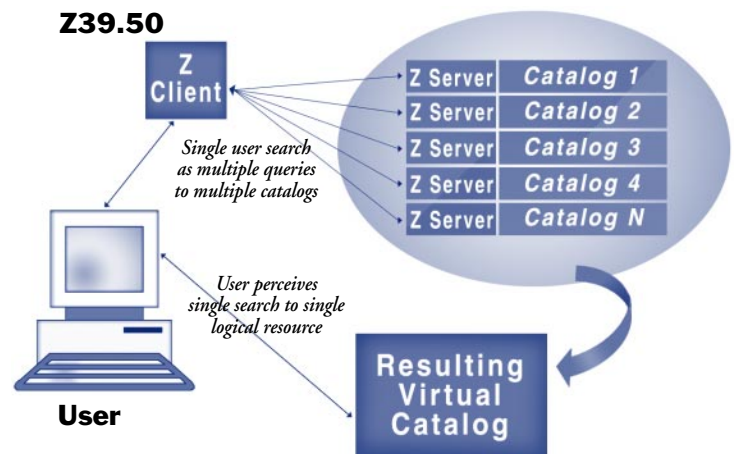 Z39.50
Z
Client
Z Server Catalog 1
Z Server Catalog 2
Z Server Catalog 3
Z Server Catalog 4
Z Server Catalog N
Single user search
as multiple queries
to multiple catalogs
User perceives
single search to single
logical resource
User
Resulting
Virtual
Catalog